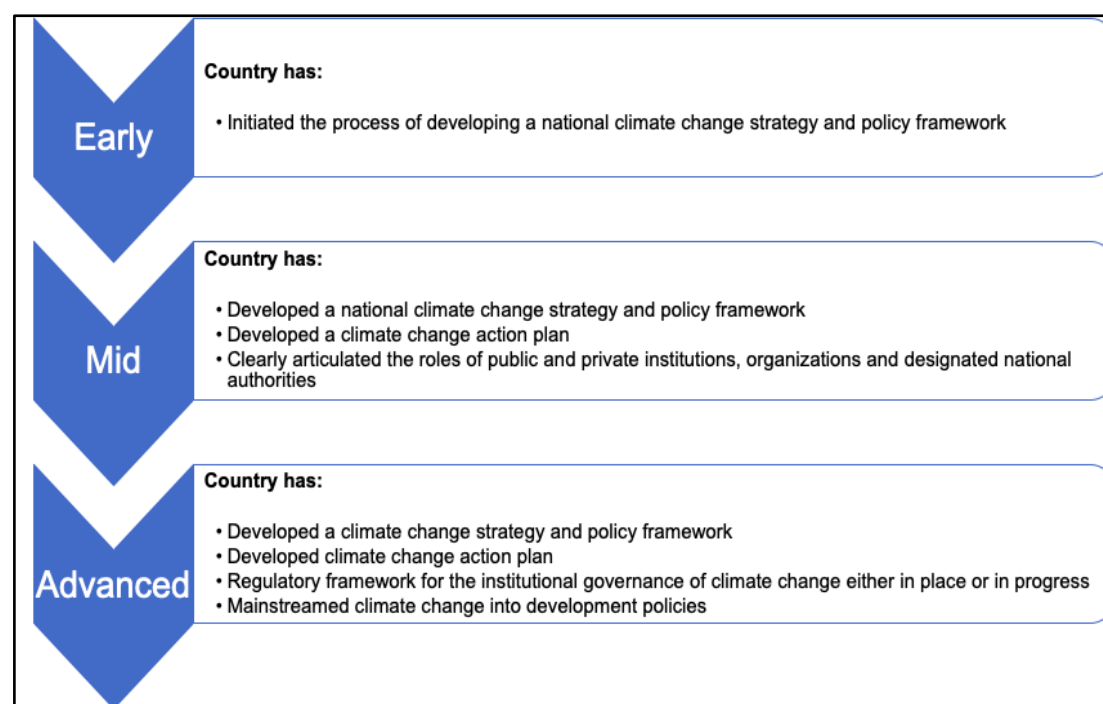 Early
Country has:
• Initiated the process of developing a national climate change strategy and policy framework
Mid
Country has:
• Developed a national climate change strategy and policy framework
• Developed a climate change action plan
• Clearly articulated the roles of public and private institutions, organizations and designated national
authorities
Advanced
Country has:
• Developed a climate change strategy and policy framework
• Developed climate change action plan
• Regulatory framework for the institutional governance of climate change either in place or in progress
• Mainstreamed climate change into development policies